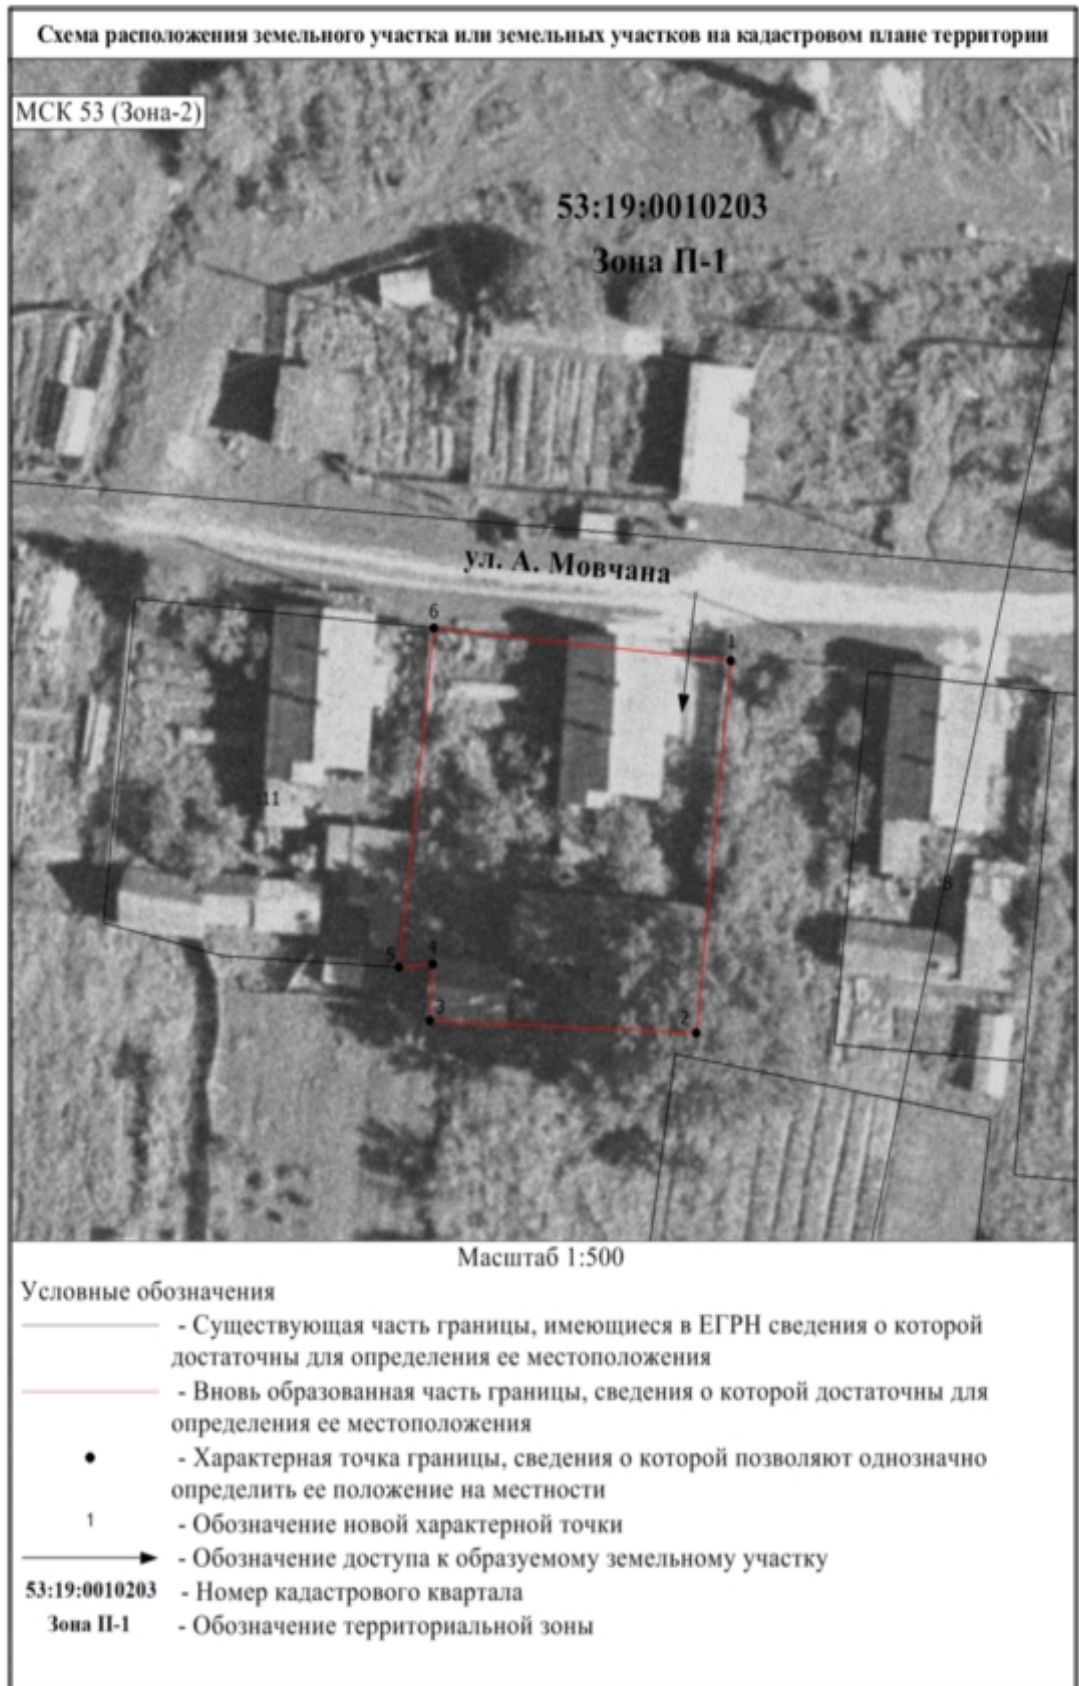 Схема расположения земельного участка или земельных участков на кадастровом плане территории
МСК 53 (Зона-2)
53:19:0010203
Зона П-1
ул. А. Мовчана
6
1
:11
:8
5
4
3
2
Масштаб 1:500
Условные обозначения
- Существующая часть границы, имеющиеся в ЕГРН сведения о которой
достаточны для определения ее местоположения
- Вновь образованная часть границы, сведения о которой достаточны для
определения ее местоположения
- Характерная точка границы, сведения о которой позволяют однозначно
определить ее положение на местности
1 - Обозначение новой характерной точки
- Обозначение доступа к образуемому земельному участку
53:19:0010203 - Номер кадастрового квартала
Зона П-1 - Обозначение территориальной зоны